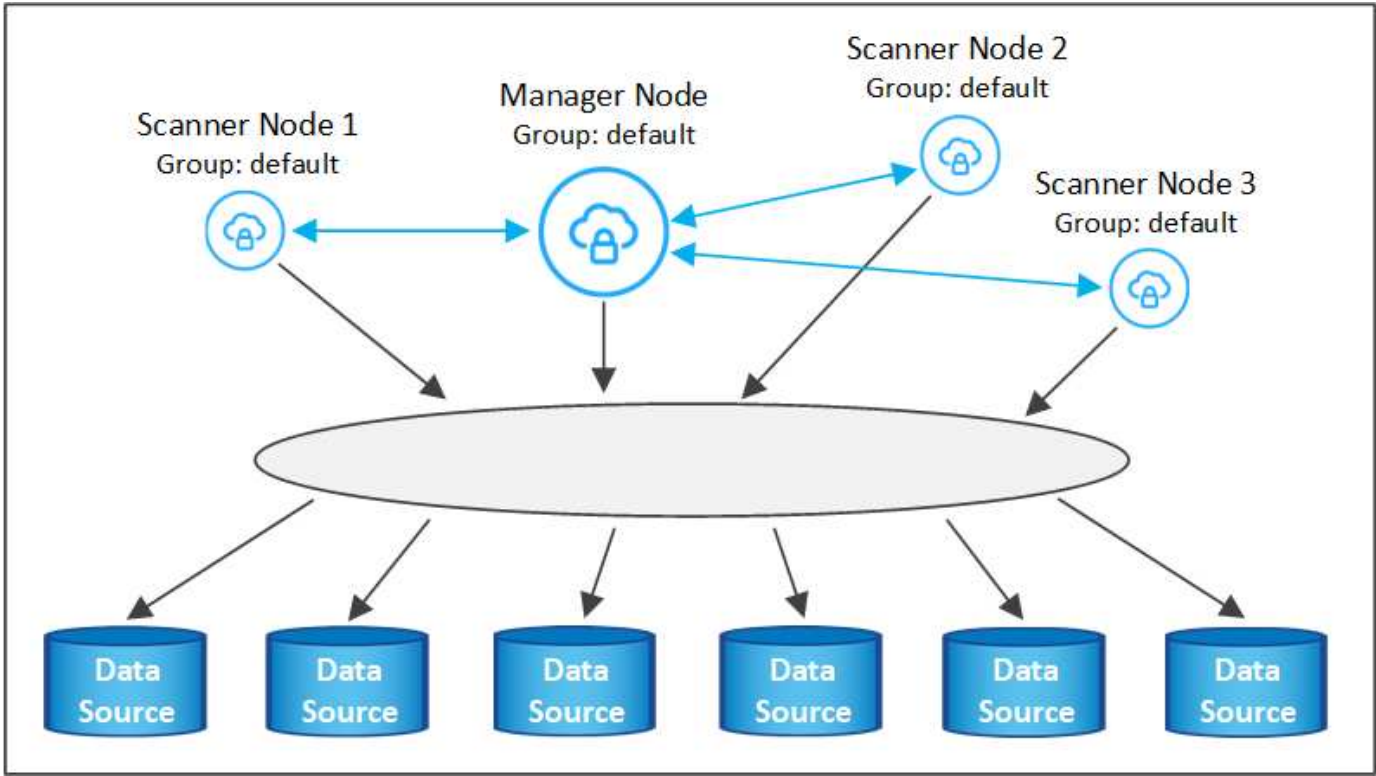 Scanner Node 1
Group: default
Manager Node
Group: default
Scanner Node 2
Group: default
Scanner Node 3
Group: default
Data
Source
Data
Source
Data
Source
Data
Source
Data
Source
Data
Source